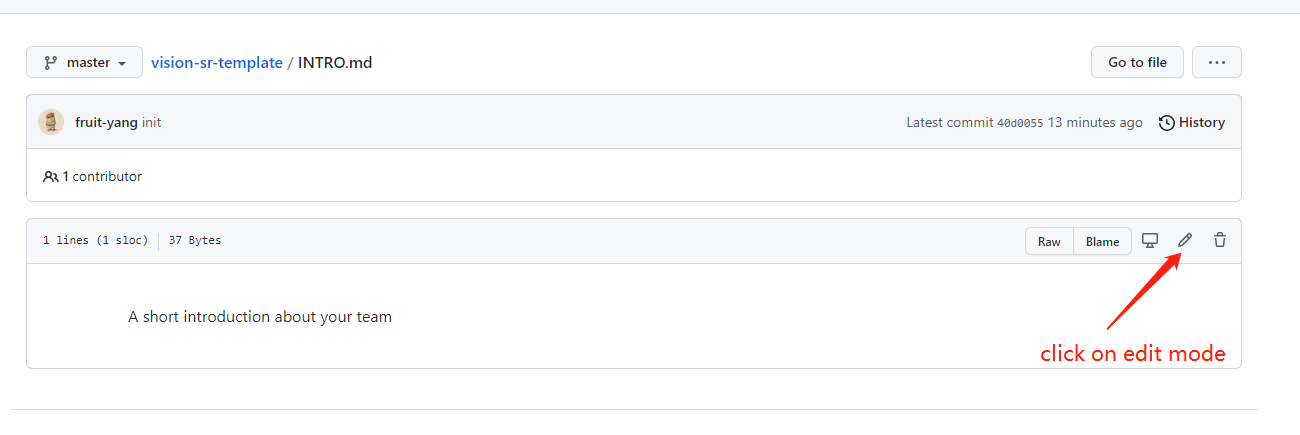 master vision-sr-template / INTRO.md Go to file ...
fruit-yang init Latest commit 40d0055 13 minutes ago History
1 contributor
1 lines (1 sloc) 37 Bytes Raw Blame
A short introduction about your team
click on edit mode